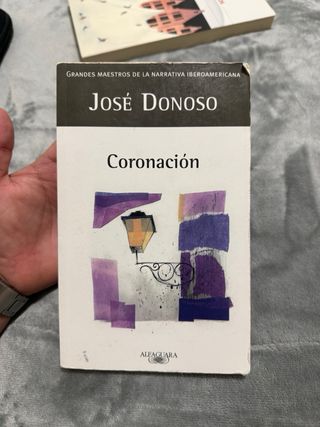 GRANDES MAESTROS DE LA NARRATIVA IBEROAMERICANA
JOSÉ DONOSO
Coronación
ALFAGUARA